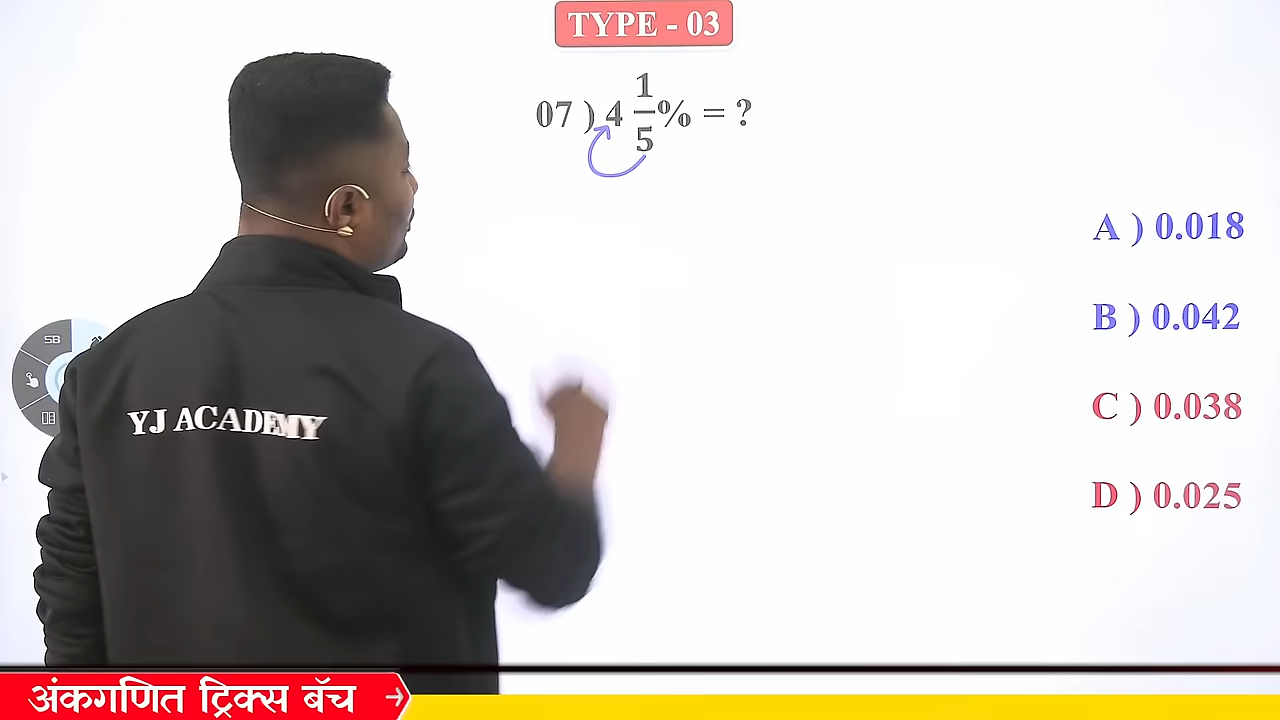 TYPE - 03
07 ) 4 1/5 % = ?
A ) 0.018
B ) 0.042
C ) 0.038
D ) 0.025
SB
YJ ACADEMY
अंकगणित ट्रिक्स बॅच